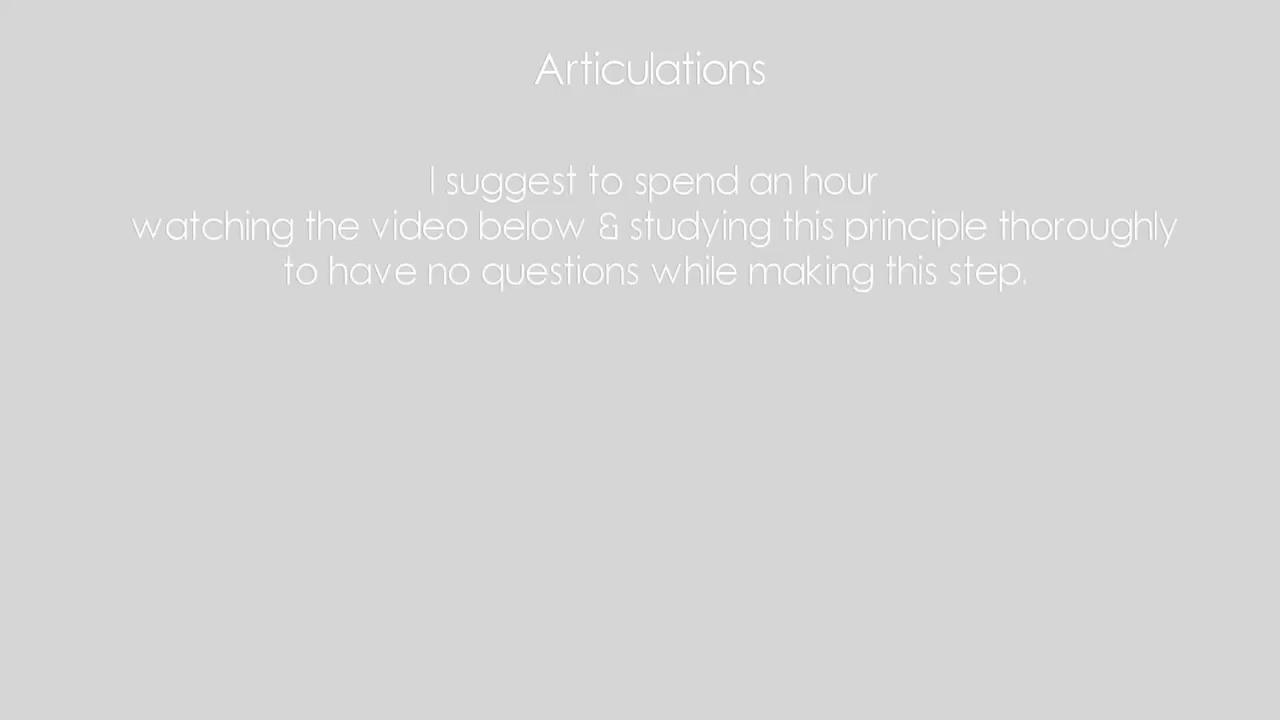 Articulations
I suggest to spend an hour
watching the video below & studying this principle thoroughly
to have no questions while making this step.